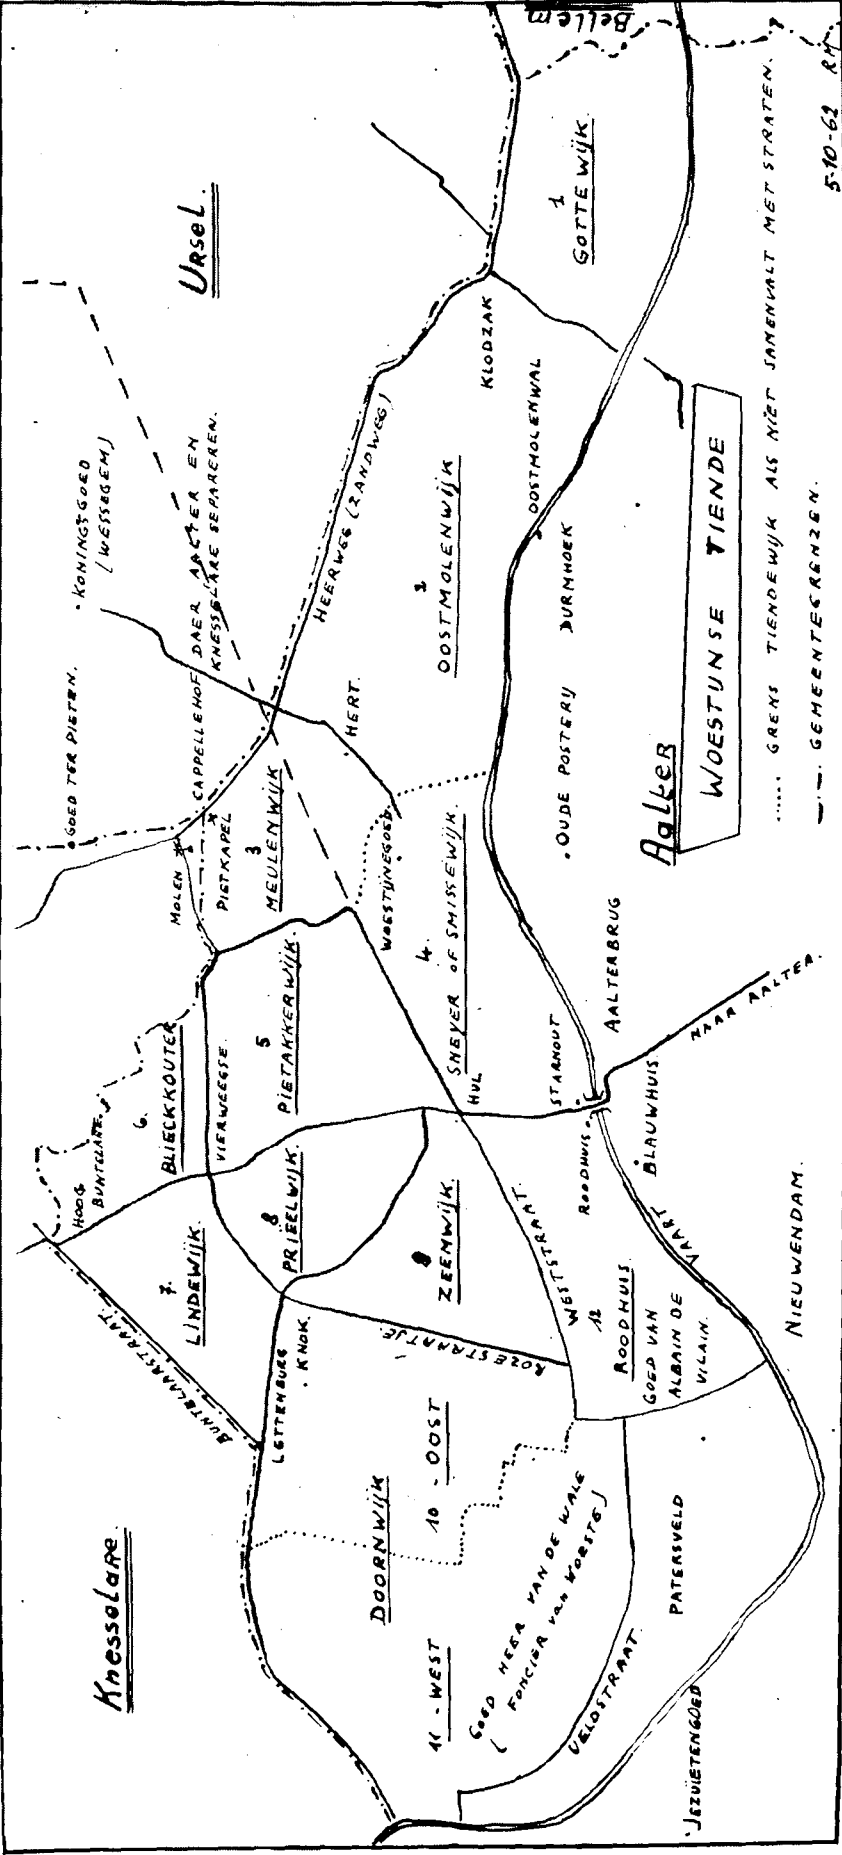 Knesselare
Ursel.
Bellem
Aalter
WOESTIJNSE TIENDE
...... GRENS TIENDEWIJK ALS NIET SAMENVALT MET STRATEN.
—·— GEMEENTEGRENZEN.
5-10-62 RM.
GOED TER PIETEN.
KONINGSGOED
(WESSEGEM)
CAPPELLEHOF DAER AALTER EN
KNESSELARE SEPAREREN.
MOLEN
PIETKAPEL
3
MEULENWIJK
HEERWEG (ZANDWEG)
HERT.
KLODZAK
1
GOTTEWIJK.
2
OOSTMOLENWIJK
OOSTMOLENWAL
DURMHOEK
OUDE POSTERIJ
WOESTIJNEGOED
4.
SNEYER OF SMISSEWIJK.
HOOG
BUNTELARE.
6.
BLIECKKOUTER
VIERWEEGSE.
5
PIETAKKERWIJK.
HUL
STARHOUT
AALTERBRUG
NAAR AALTER.
ROODHUIS.
BLAUWHUIS.
BUNTELAARSTRAAT.
7.
LINDEWIJK.
8
PRIEELWIJK.
ZEEMWIJK.
WESTSTRAAT.
LETTENBURG
KNOK.
ROZESTRAATJE.
12
ROODHUIS.
GOED VAN
ALBAIN DE
VILAIN.
VAART
NIEUWENDAM.
DOORNWIJK
10 - OOST
11 - WEST
GOED HEER VAN DE WALE
( FONCIER van WORSTE)
VELDSTRAAT.
PATERSVELD
JEZUIETENGOED